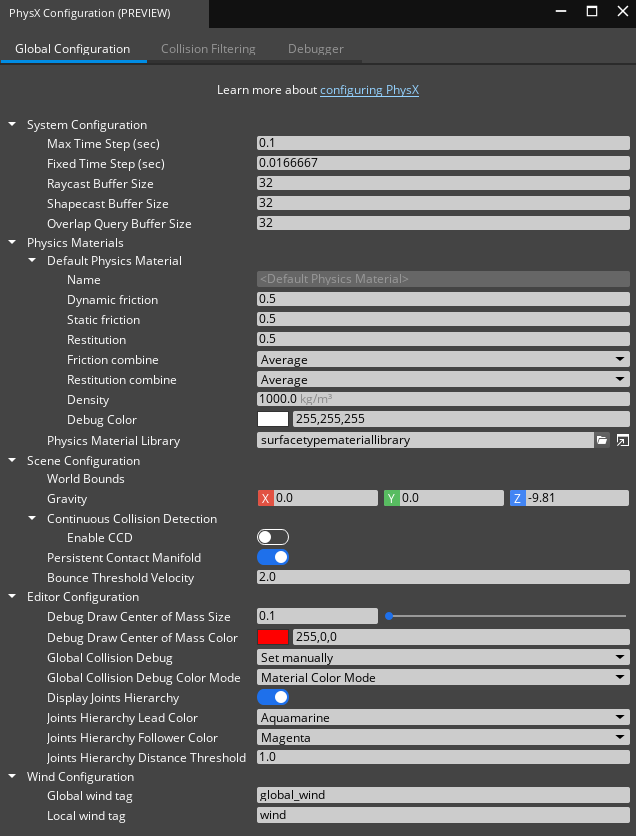 PhysX Configuration (PREVIEW)
Global Configuration Collision Filtering Debugger
Learn more about configuring PhysX
System Configuration
Max Time Step (sec) 0.1
Fixed Time Step (sec) 0.0166667
Raycast Buffer Size 32
Shapecast Buffer Size 32
Overlap Query Buffer Size 32
Physics Materials
Default Physics Material
Name <Default Physics Material>
Dynamic friction 0.5
Static friction 0.5
Restitution 0.5
Friction combine Average
Restitution combine Average
Density 1000.0 kg/m³
Debug Color 255,255,255
Physics Material Library surfacetypemateriallibrary
Scene Configuration
World Bounds
Gravity X 0.0 Y 0.0 Z -9.81
Continuous Collision Detection
Enable CCD
Persistent Contact Manifold
Bounce Threshold Velocity 2.0
Editor Configuration
Debug Draw Center of Mass Size 0.1
Debug Draw Center of Mass Color 255,0,0
Global Collision Debug Set manually
Global Collision Debug Color Mode Material Color Mode
Display Joints Hierarchy
Joints Hierarchy Lead Color Aquamarine
Joints Hierarchy Follower Color Magenta
Joints Hierarchy Distance Threshold 1.0
Wind Configuration
Global wind tag global_wind
Local wind tag wind